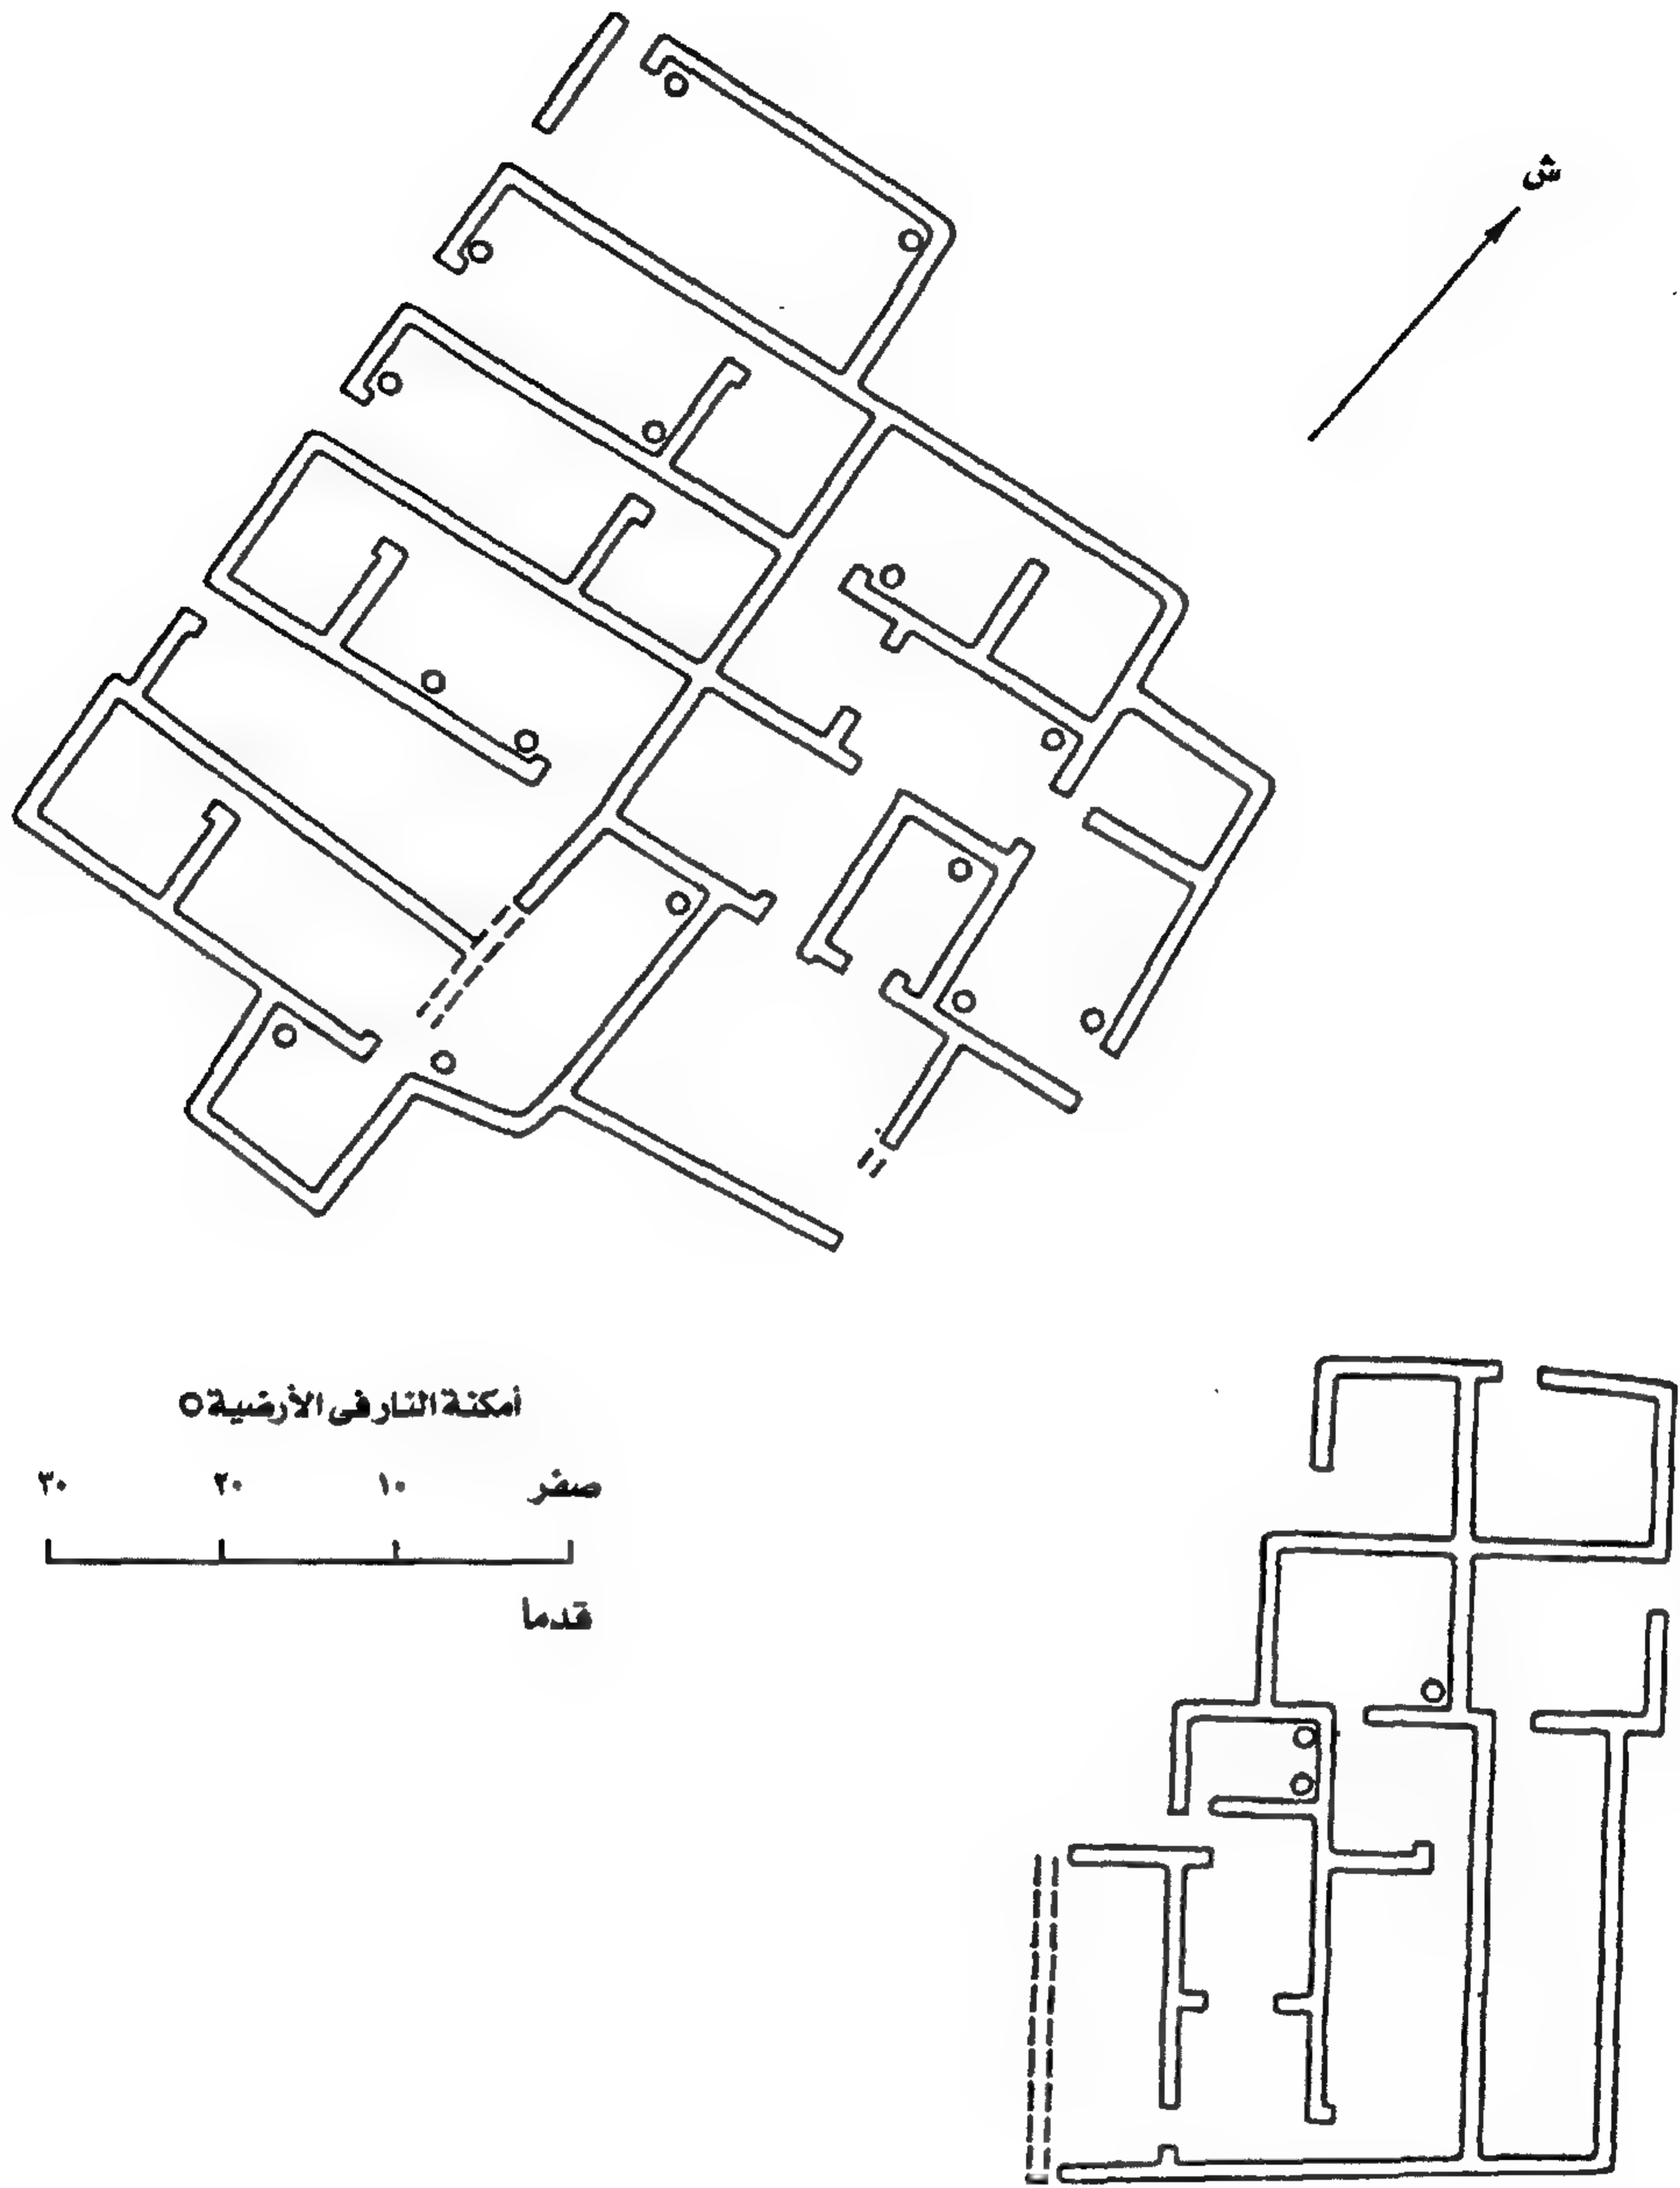 ش
أمكنة النار فى الأرضية
صفر ١٠ ٢٠ ٣٠
قدما